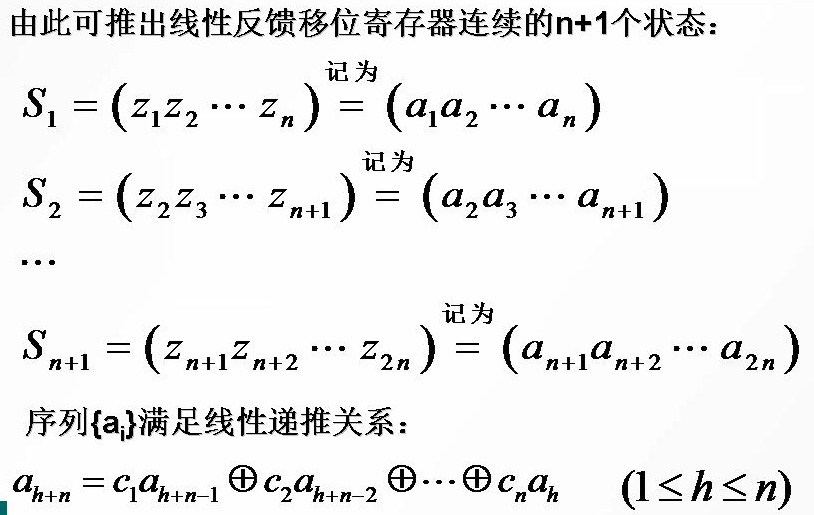 由此可推出线性反馈移位寄存器连续的n+1个状态：
S₁ = (z₁z₂ ⋯ zₙ) 记为= (a₁a₂ ⋯ aₙ)
S₂ = (z₂z₃ ⋯ zₙ₊₁) 记为= (a₂a₃ ⋯ aₙ₊₁)
…
Sₙ₊₁ = (zₙ₊₁zₙ₊₂ ⋯ z₂ₙ) 记为= (aₙ₊₁aₙ₊₂ ⋯ a₂ₙ)
序列{aᵢ}满足线性递推关系：
aₕ₊ₙ = c₁aₕ₊ₙ₋₁ ⊕ c₂aₕ₊ₙ₋₂ ⊕ ⋯ ⊕ cₙaₕ (1 ≤ h ≤ n)